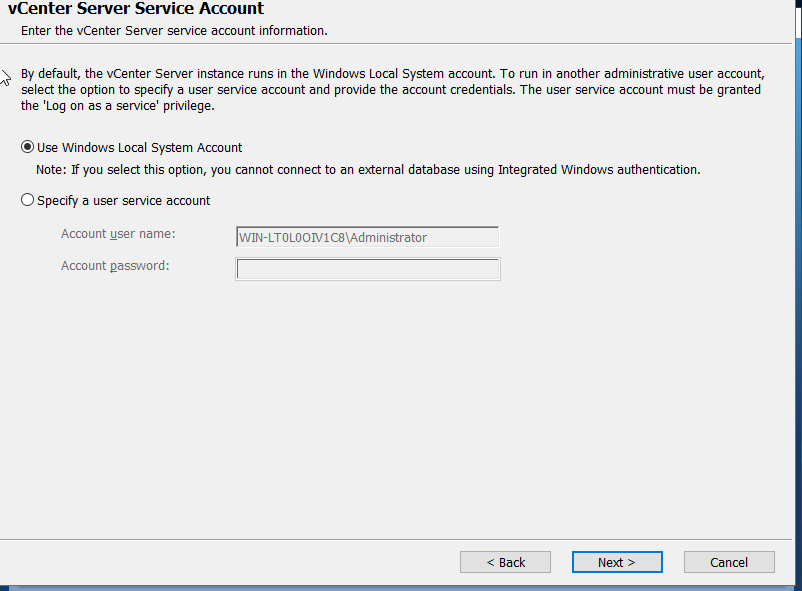 vCenter Server Service Account
Enter the vCenter Server service account information.
By default, the vCenter Server instance runs in the Windows Local System account. To run in another administrative user account,
select the option to specify a user service account and provide the account credentials. The user service account must be granted
the 'Log on as a service' privilege.
Use Windows Local System Account
Note: If you select this option, you cannot connect to an external database using Integrated Windows authentication.
Specify a user service account
Account user name:
WIN-LT0L0OIV1C8\Administrator
Account password:
< Back
Next >
Cancel